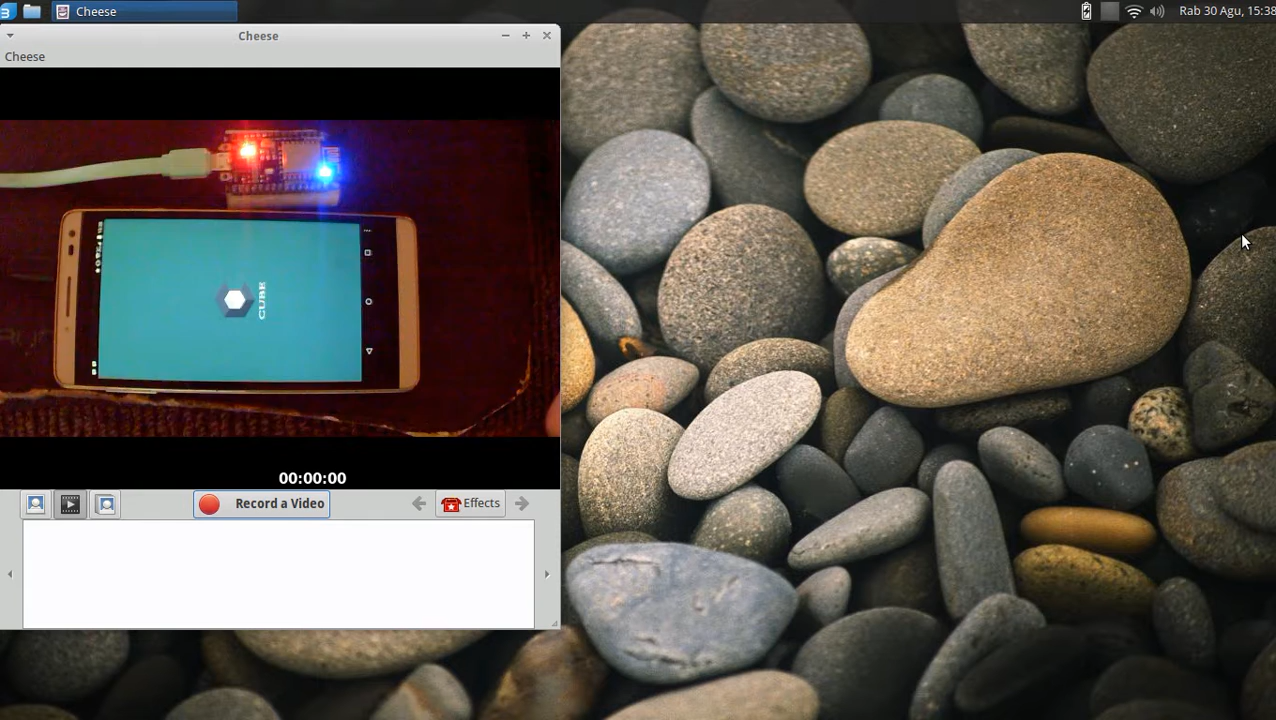 Cheese
Rab 30 Agu, 15:38
Cheese
Cheese
CUBE
00:00:00
Record a Video
Effects